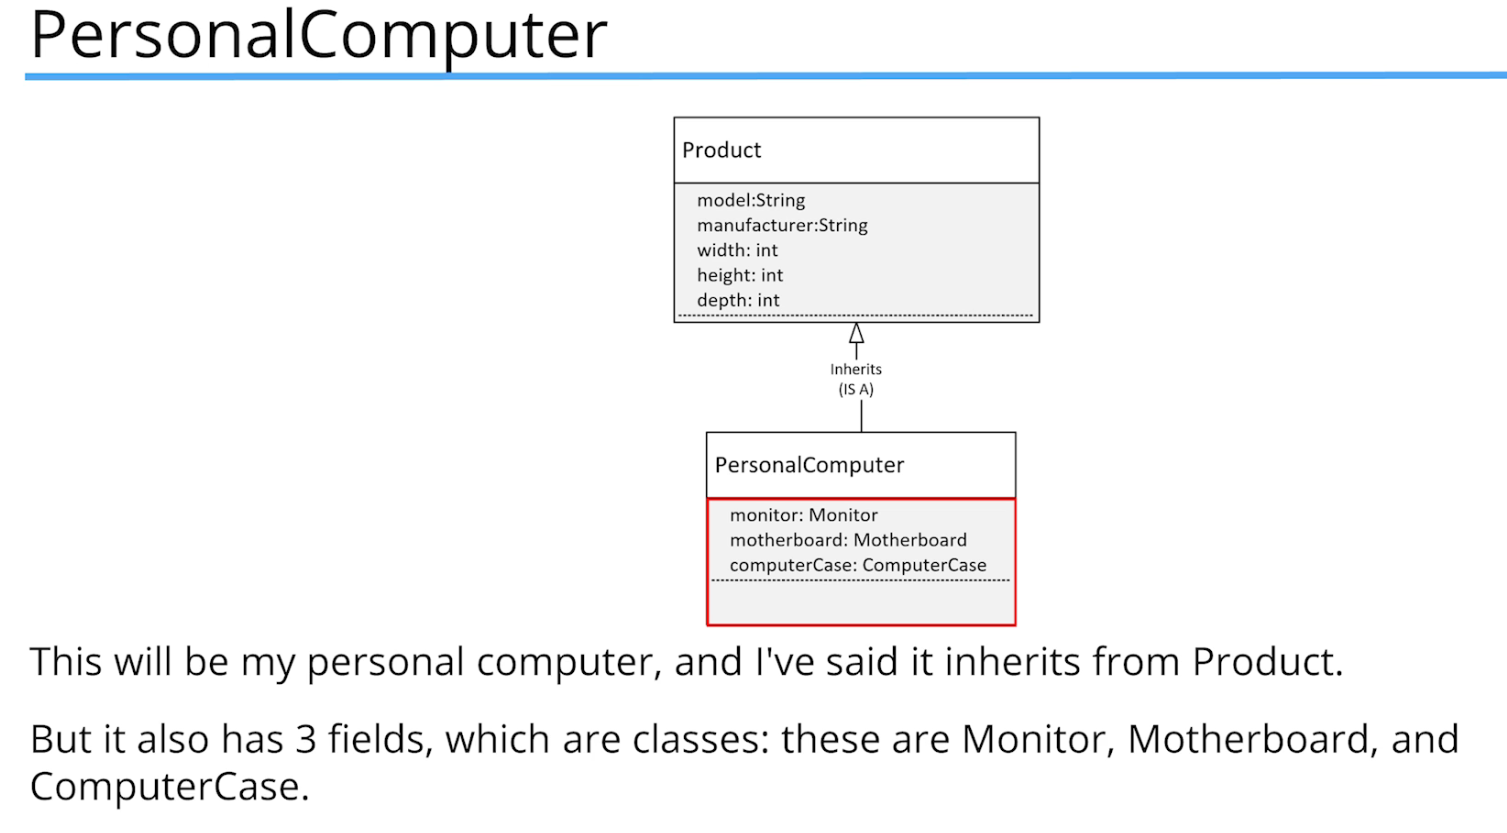 PersonalComputer
Product
model:String
manufacturer:String
width: int
height: int
depth: int
Inherits
(IS A)
PersonalComputer
monitor: Monitor
motherboard: Motherboard
computerCase: ComputerCase
This will be my personal computer, and I've said it inherits from Product.
But it also has 3 fields, which are classes: these are Monitor, Motherboard, and
ComputerCase.